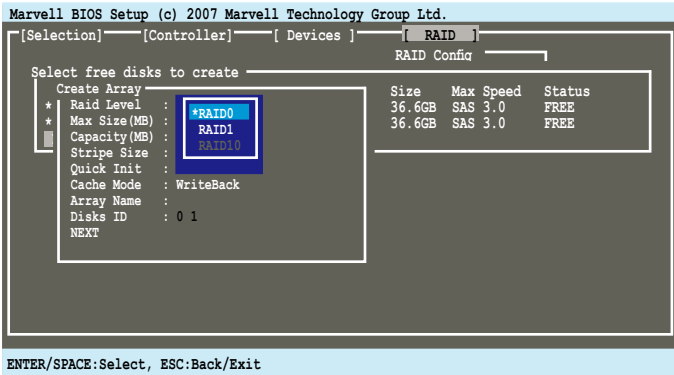 Marvell BIOS Setup (c) 2007 Marvell Technology Group Ltd.
[Selection] [Controller] [ Devices ] [ RAID ]
RAID Config
Select free disks to create
Create Array
Size Max Speed Status
* Raid Level : *RAID0 36.6GB SAS 3.0 FREE
* Max Size(MB) : RAID1 36.6GB SAS 3.0 FREE
Capacity(MB) : RAID10
Stripe Size :
Quick Init :
Cache Mode : WriteBack
Array Name :
Disks ID : 0 1
NEXT
ENTER/SPACE:Select, ESC:Back/Exit